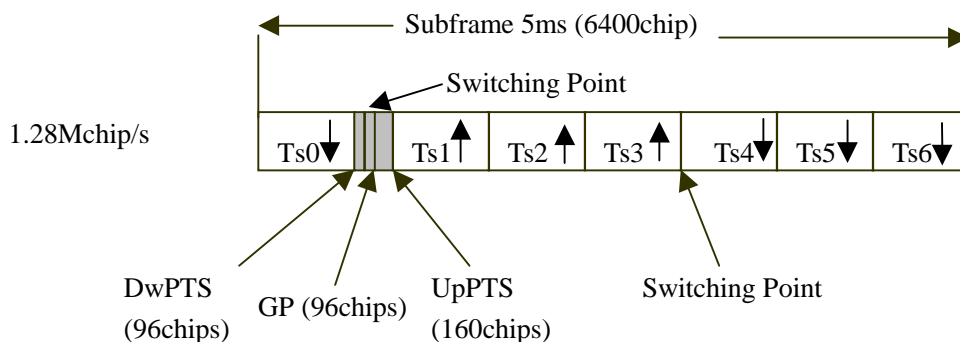 Subframe 5ms (6400chip)
Switching Point
1.28Mchip/s
Ts0 Ts1 Ts2 Ts3 Ts4 Ts5 Ts6
DwPTS
(96chips)
GP (96chips)
UpPTS
(160chips)
Switching Point